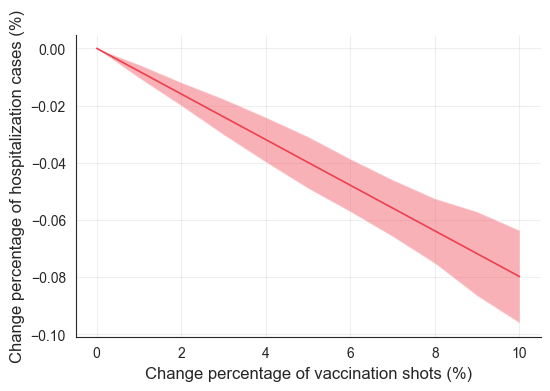 Change percentage of hospitalization cases (%)
0.00
−0.02
−0.04
−0.06
−0.08
−0.10
0 2 4 6 8 10
Change percentage of vaccination shots (%)